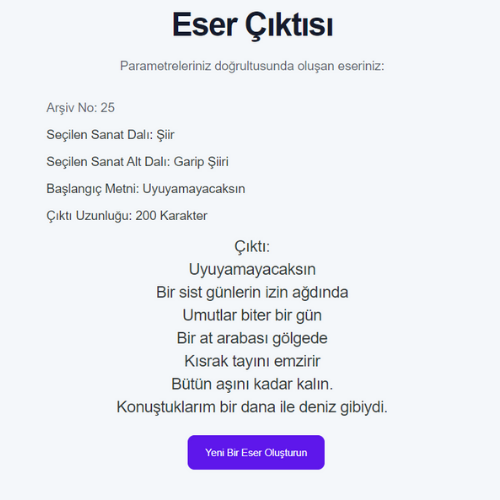 Eser Çıktısı
Parametreleriniz doğrultusunda oluşan eseriniz:
Arşiv No: 25
Seçilen Sanat Dalı: Şiir
Seçilen Sanat Alt Dalı: Garip Şiiri
Başlangıç Metni: Uyuyamayacaksın
Çıktı Uzunluğu: 200 Karakter
Çıktı:
Uyuyamayacaksın
Bir sist günlerin izin ağdında
Umutlar biter bir gün
Bir at arabası gölgede
Kısrak tayını emzirir
Bütün aşını kadar kalın.
Konuştuklarım bir dana ile deniz gibiydi.
Yeni Bir Eser Oluşturun